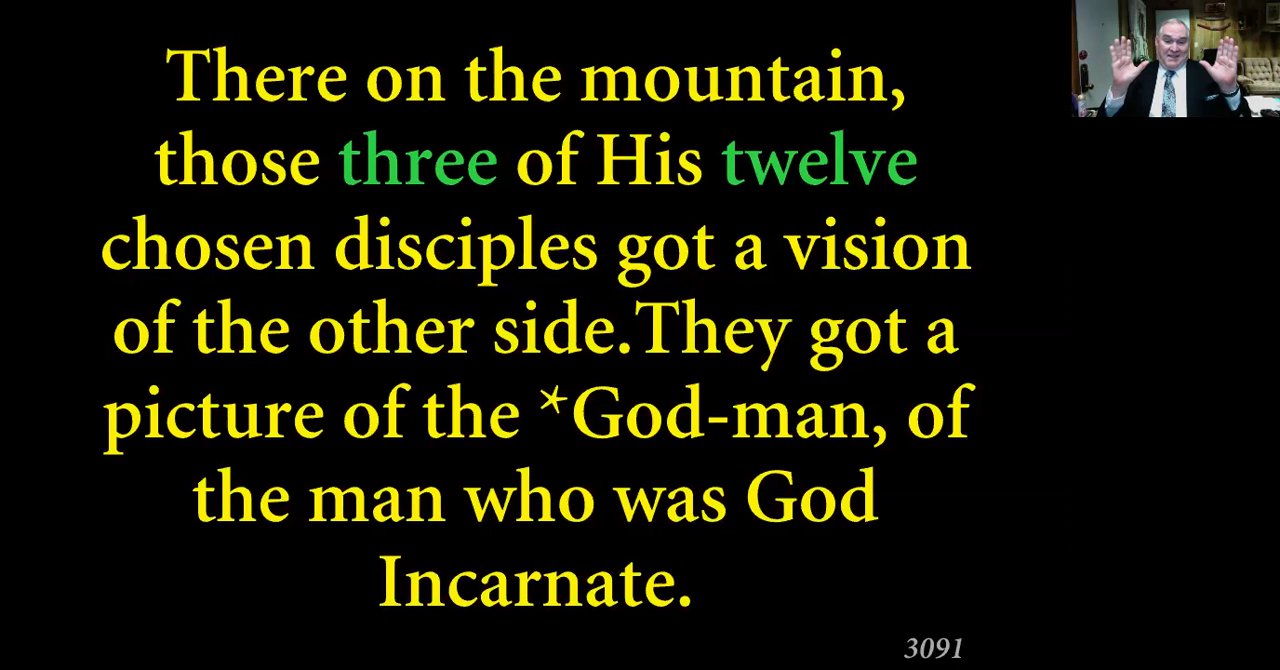 There on the mountain,
those three of His twelve
chosen disciples got a vision
of the other side.They got a
picture of the *God-man, of
the man who was God
Incarnate.
3091